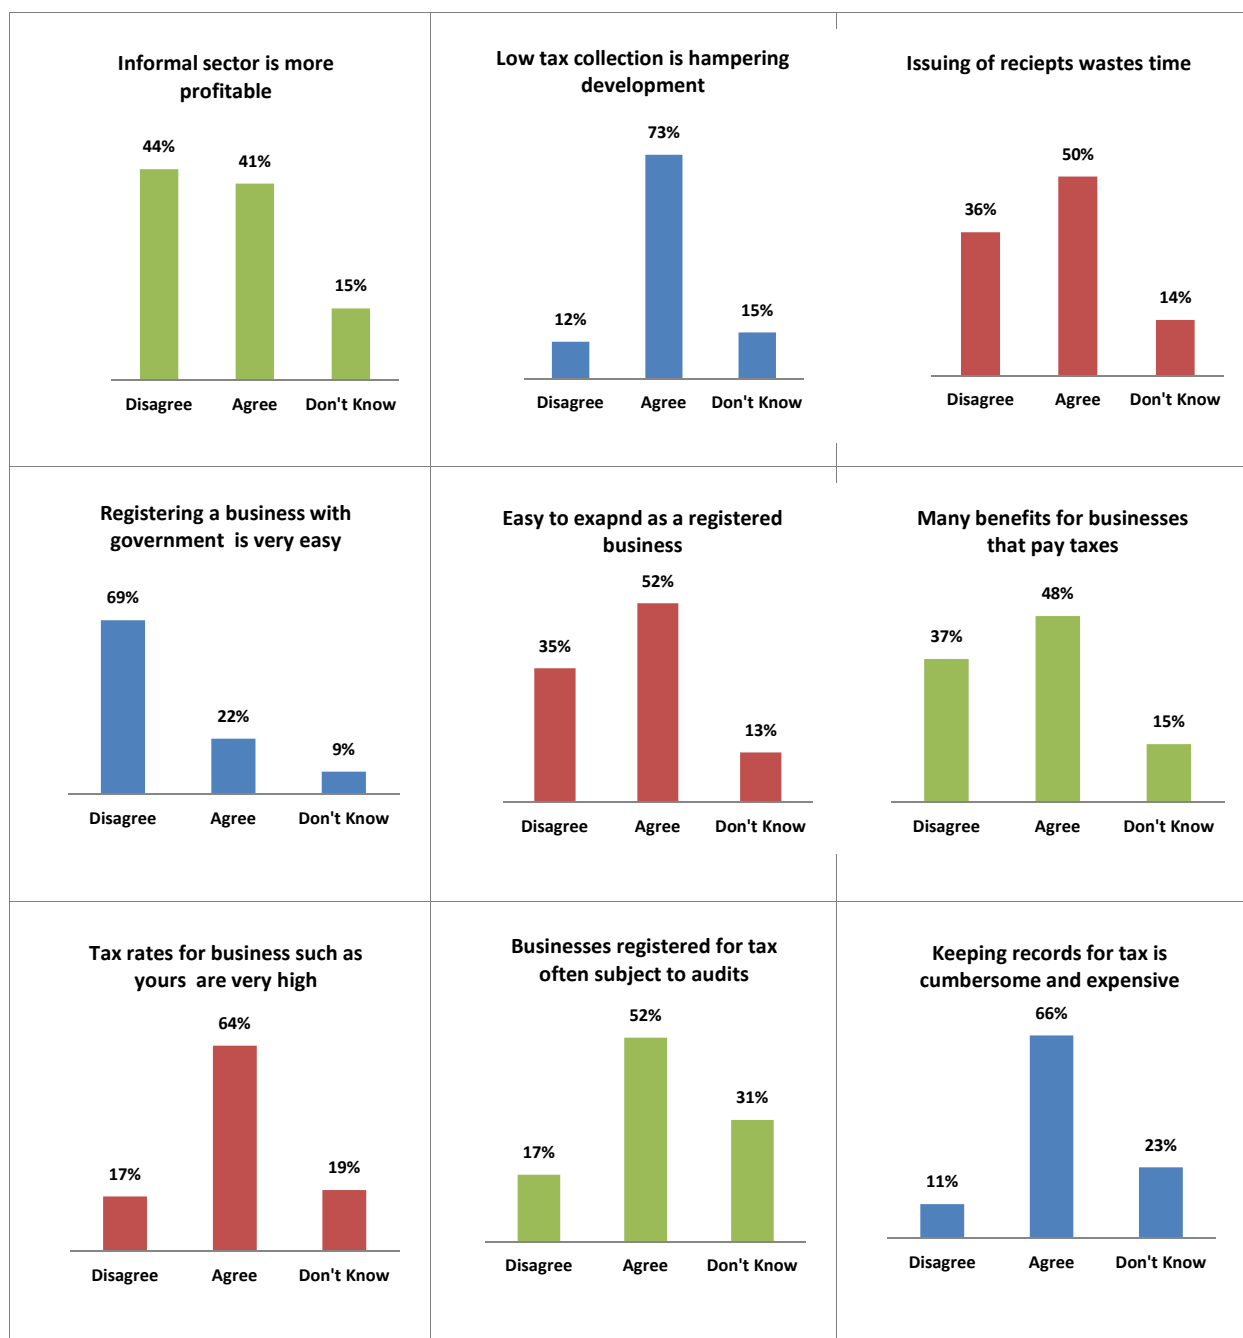 Informal sector is more
profitable
44%
41%
15%
Disagree Agree Don't Know
Low tax collection is hampering
development
73%
12%
15%
Disagree Agree Don't Know
Issuing of reciepts wastes time
50%
36%
14%
Disagree Agree Don't Know
Registering a business with
government is very easy
69%
22%
9%
Disagree Agree Don't Know
Easy to exapnd as a registered
business
52%
35%
13%
Disagree Agree Don't Know
Many benefits for businesses
that pay taxes
48%
37%
15%
Disagree Agree Don't Know
Tax rates for business such as
yours are very high
64%
17%
19%
Disagree Agree Don't Know
Businesses registered for tax
often subject to audits
52%
31%
17%
Disagree Agree Don't Know
Keeping records for tax is
cumbersome and expensive
66%
23%
11%
Disagree Agree Don't Know